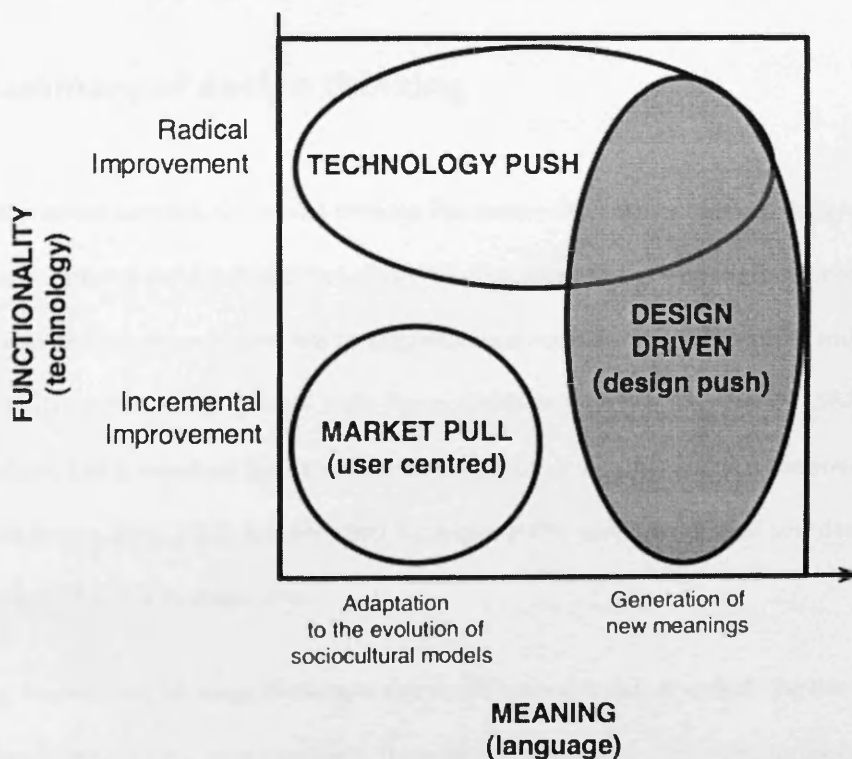 Radical
Improvement
TECHNOLOGY PUSH
FUNCTIONALITY
(technology)
DESIGN
DRIVEN
(design push)
Incremental
Improvement
MARKET PULL
(user centred)
Adaptation
to the evolution of
sociocultural models
Generation of
new meanings
MEANING
(language)